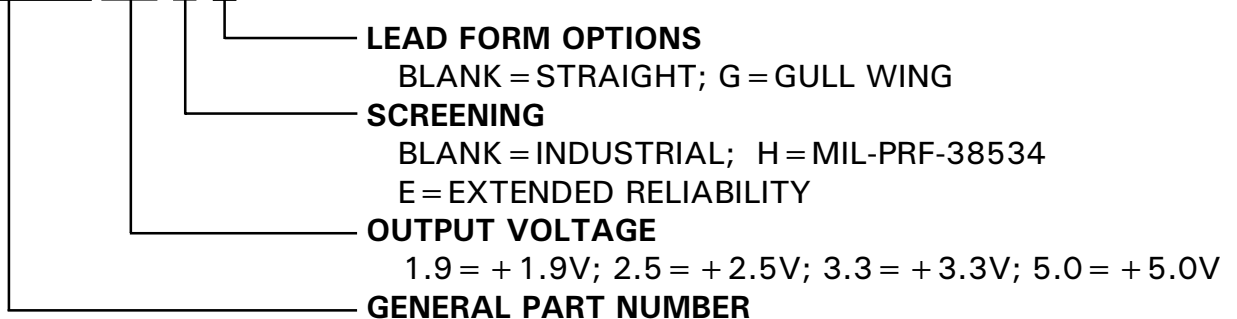 LEAD FORM OPTIONS
BLANK = STRAIGHT; G = GULL WING
SCREENING
BLANK = INDUSTRIAL; H = MIL-PRF-38534
E = EXTENDED RELIABILITY
OUTPUT VOLTAGE
1.9 = +1.9V; 2.5 = +2.5V; 3.3 = +3.3V; 5.0 = +5.0V
GENERAL PART NUMBER